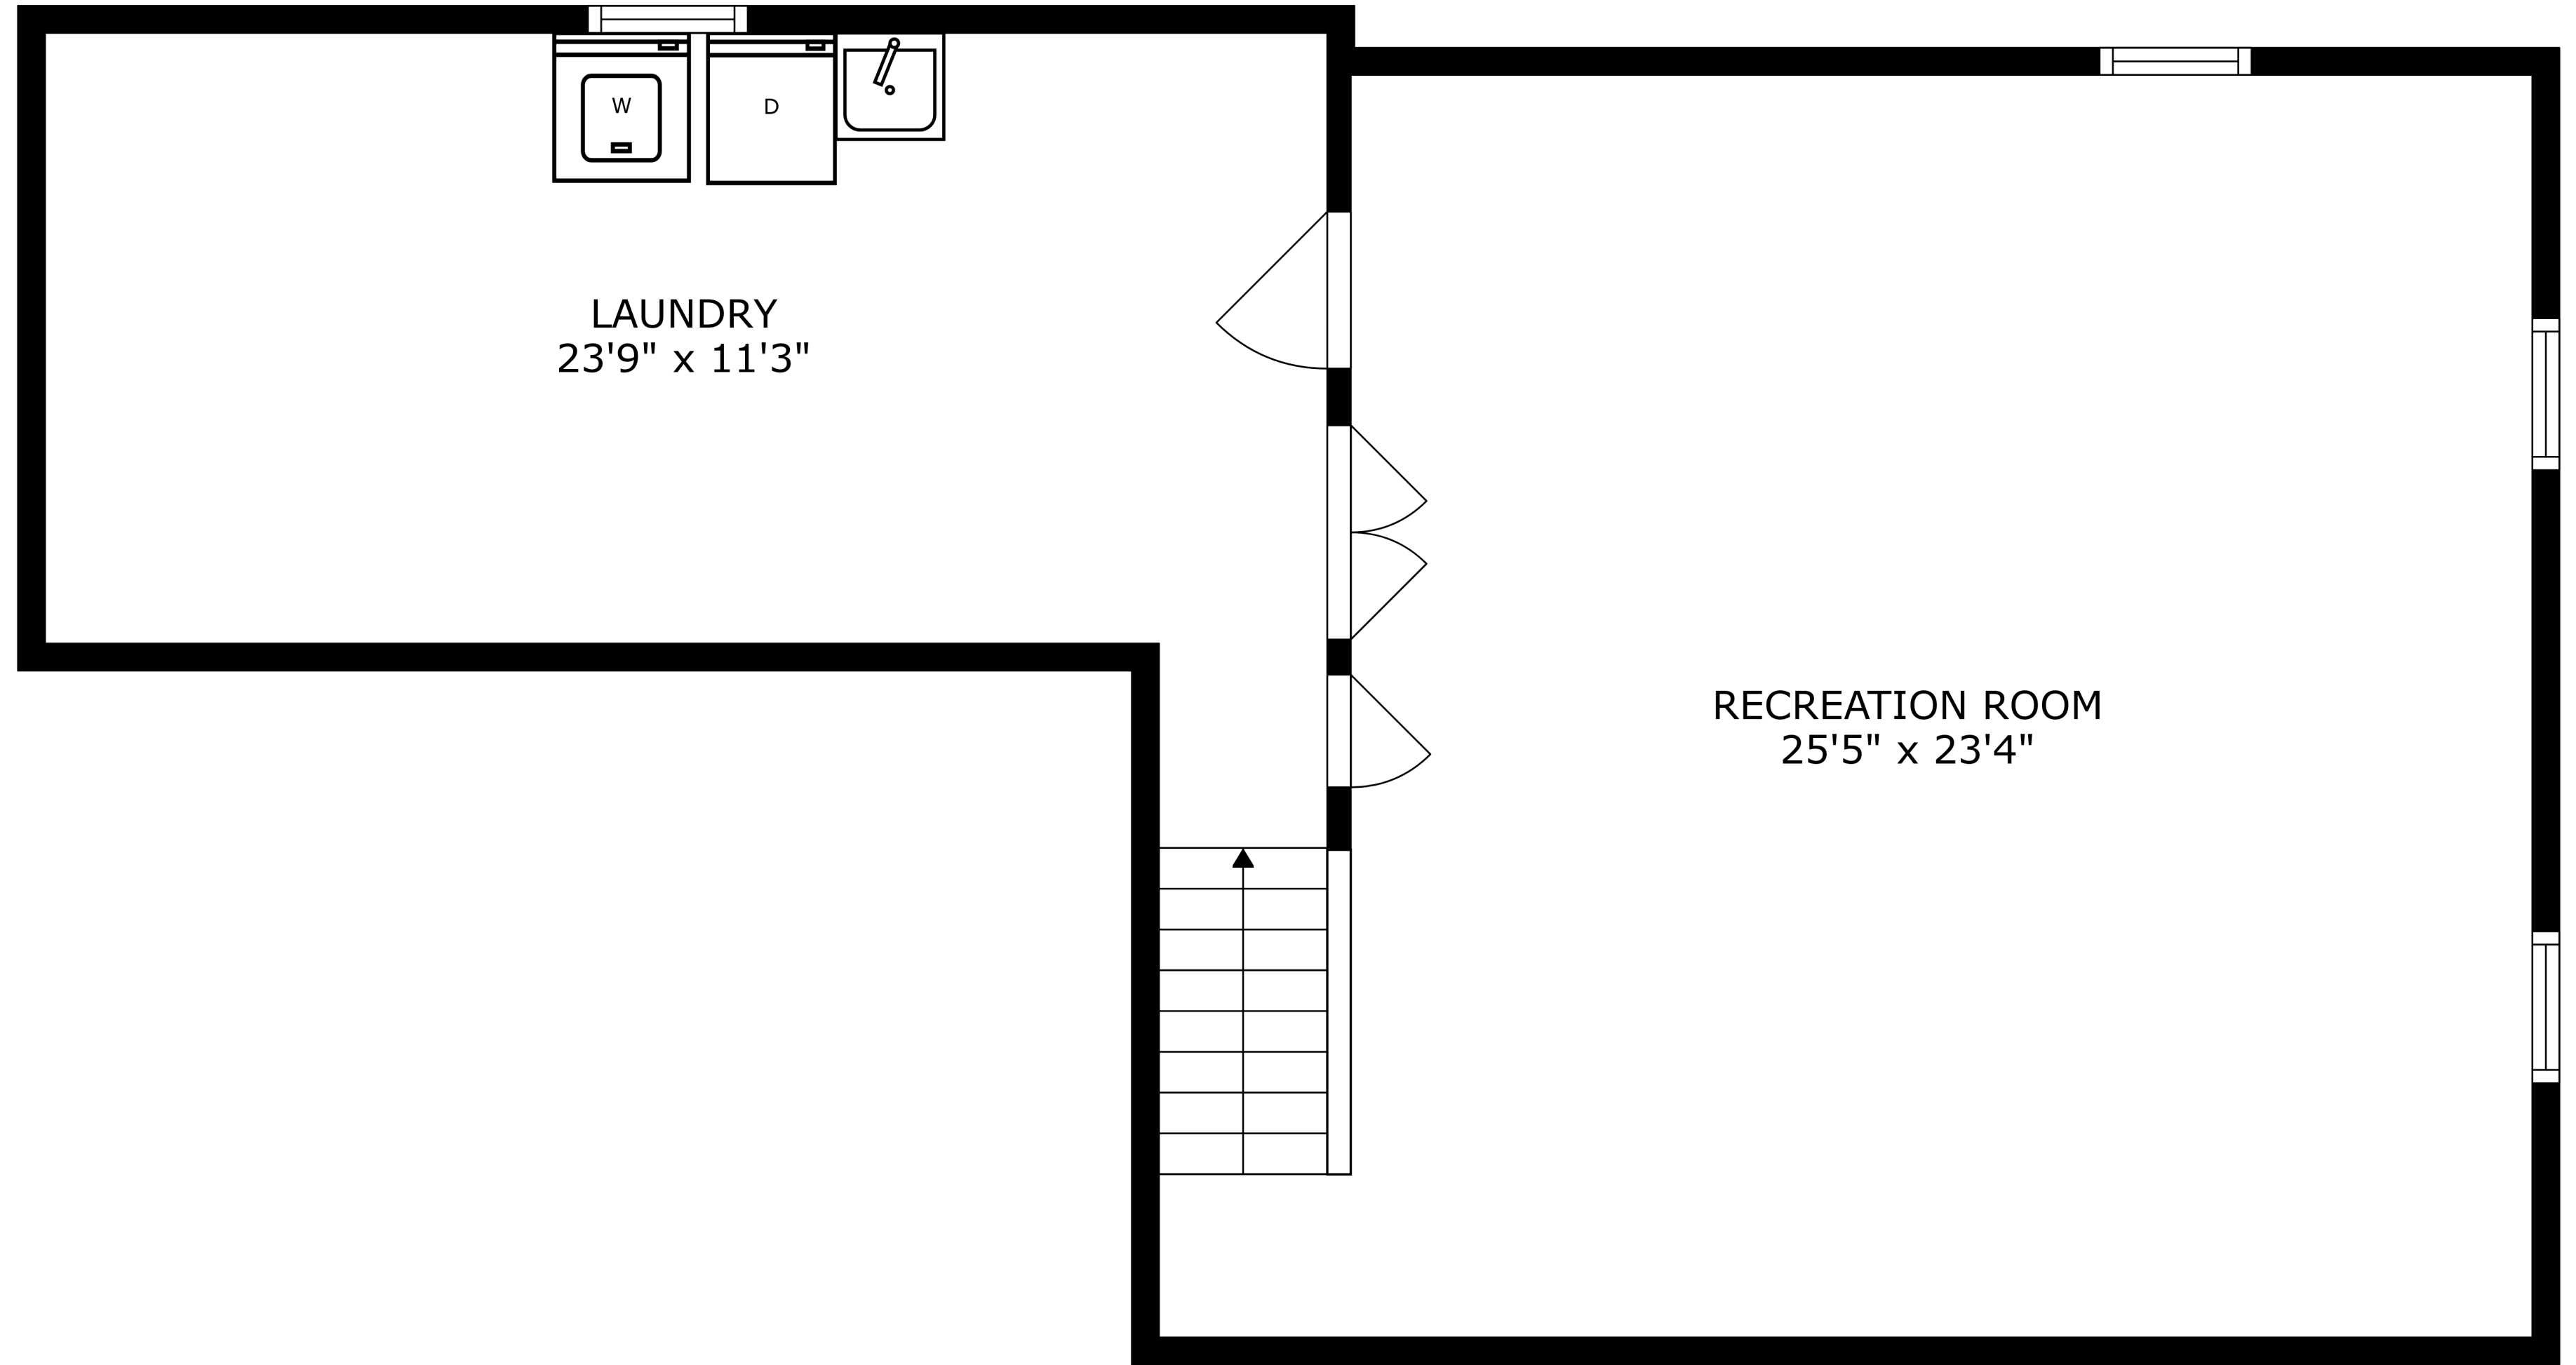 W
D
LAUNDRY
23'9" x 11'3"
RECREATION ROOM
25'5" x 23'4"